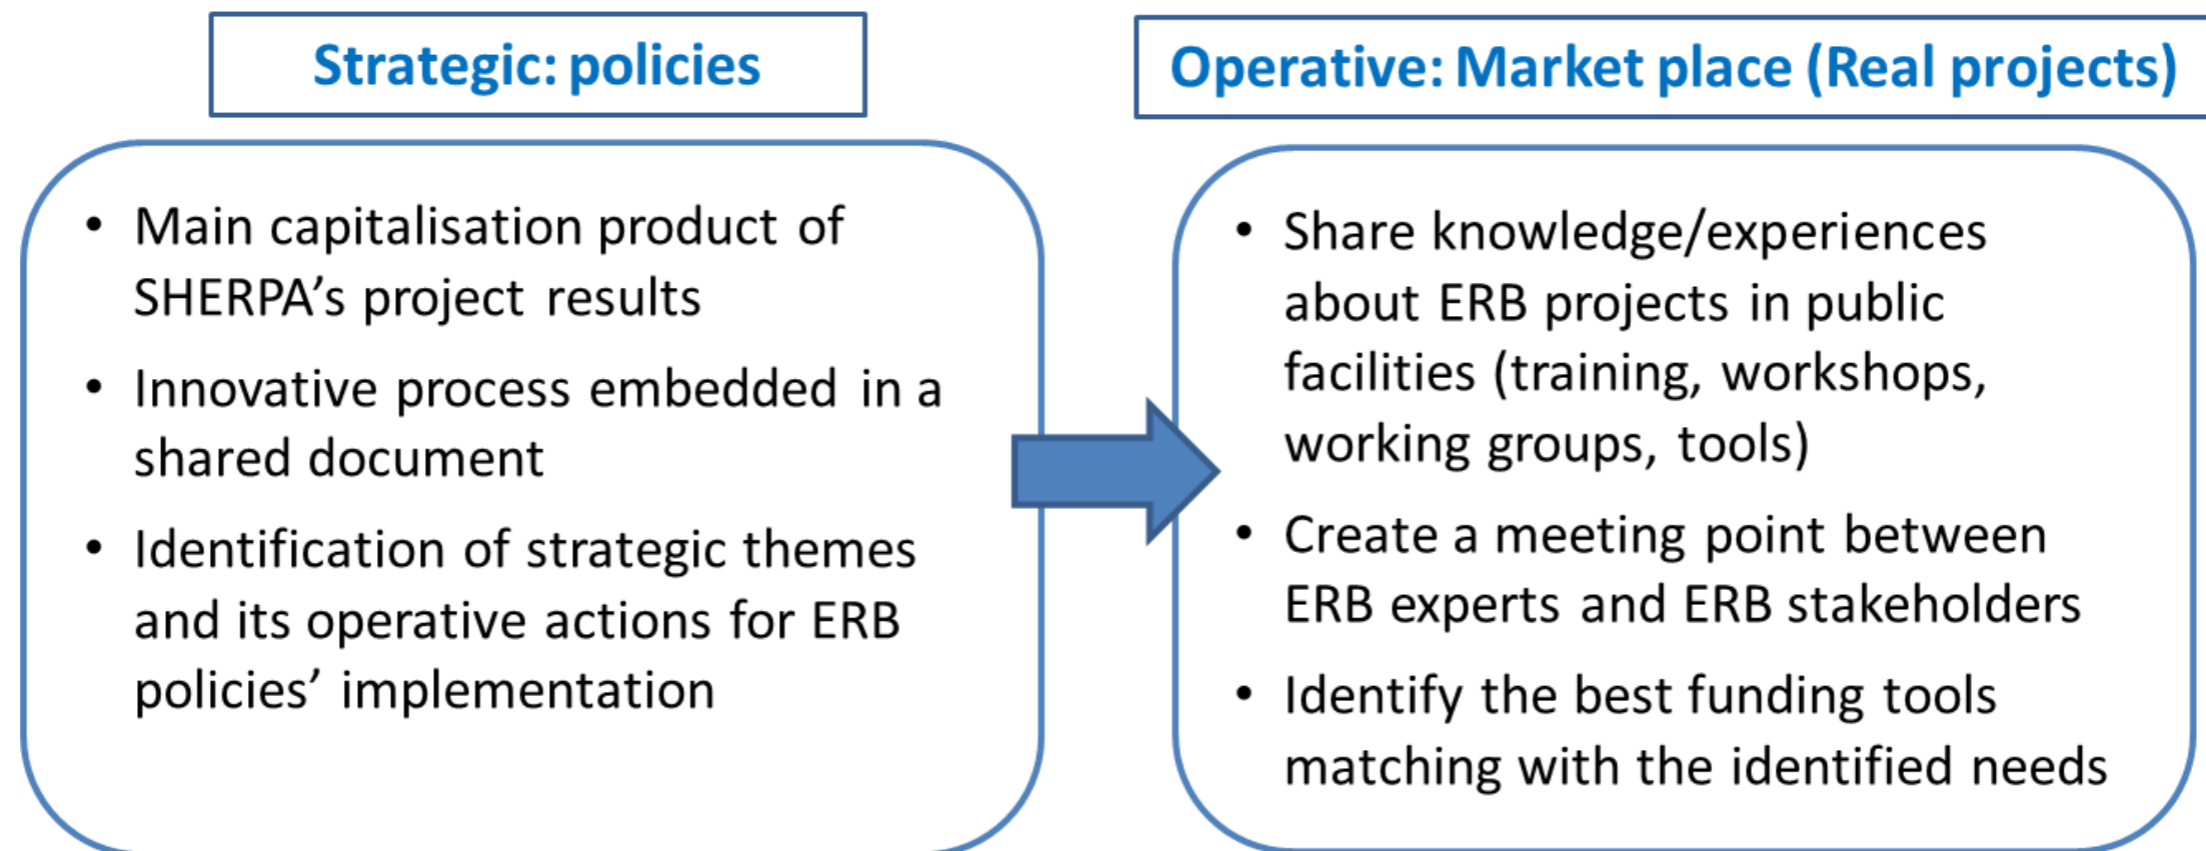 Strategic: policies
• Main capitalisation product of
SHERPA’s project results
• Innovative process embedded in a
shared document
• Identification of strategic themes
and its operative actions for ERB
policies’ implementation
Operative: Market place (Real projects)
• Share knowledge/experiences
about ERB projects in public
facilities (training, workshops,
working groups, tools)
• Create a meeting point between
ERB experts and ERB stakeholders
• Identify the best funding tools
matching with the identified needs